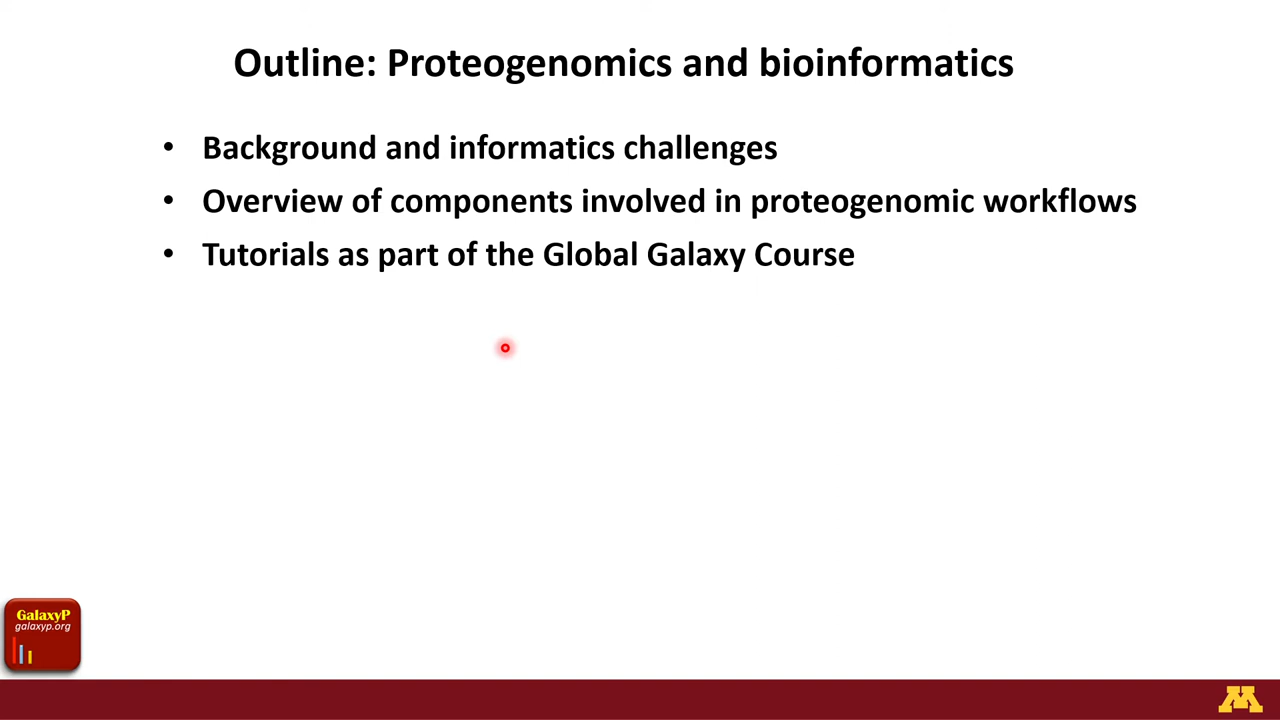 Outline: Proteogenomics and bioinformatics
• Background and informatics challenges
• Overview of components involved in proteogenomic workflows
• Tutorials as part of the Global Galaxy Course
GalaxyP
galaxyp.org
M